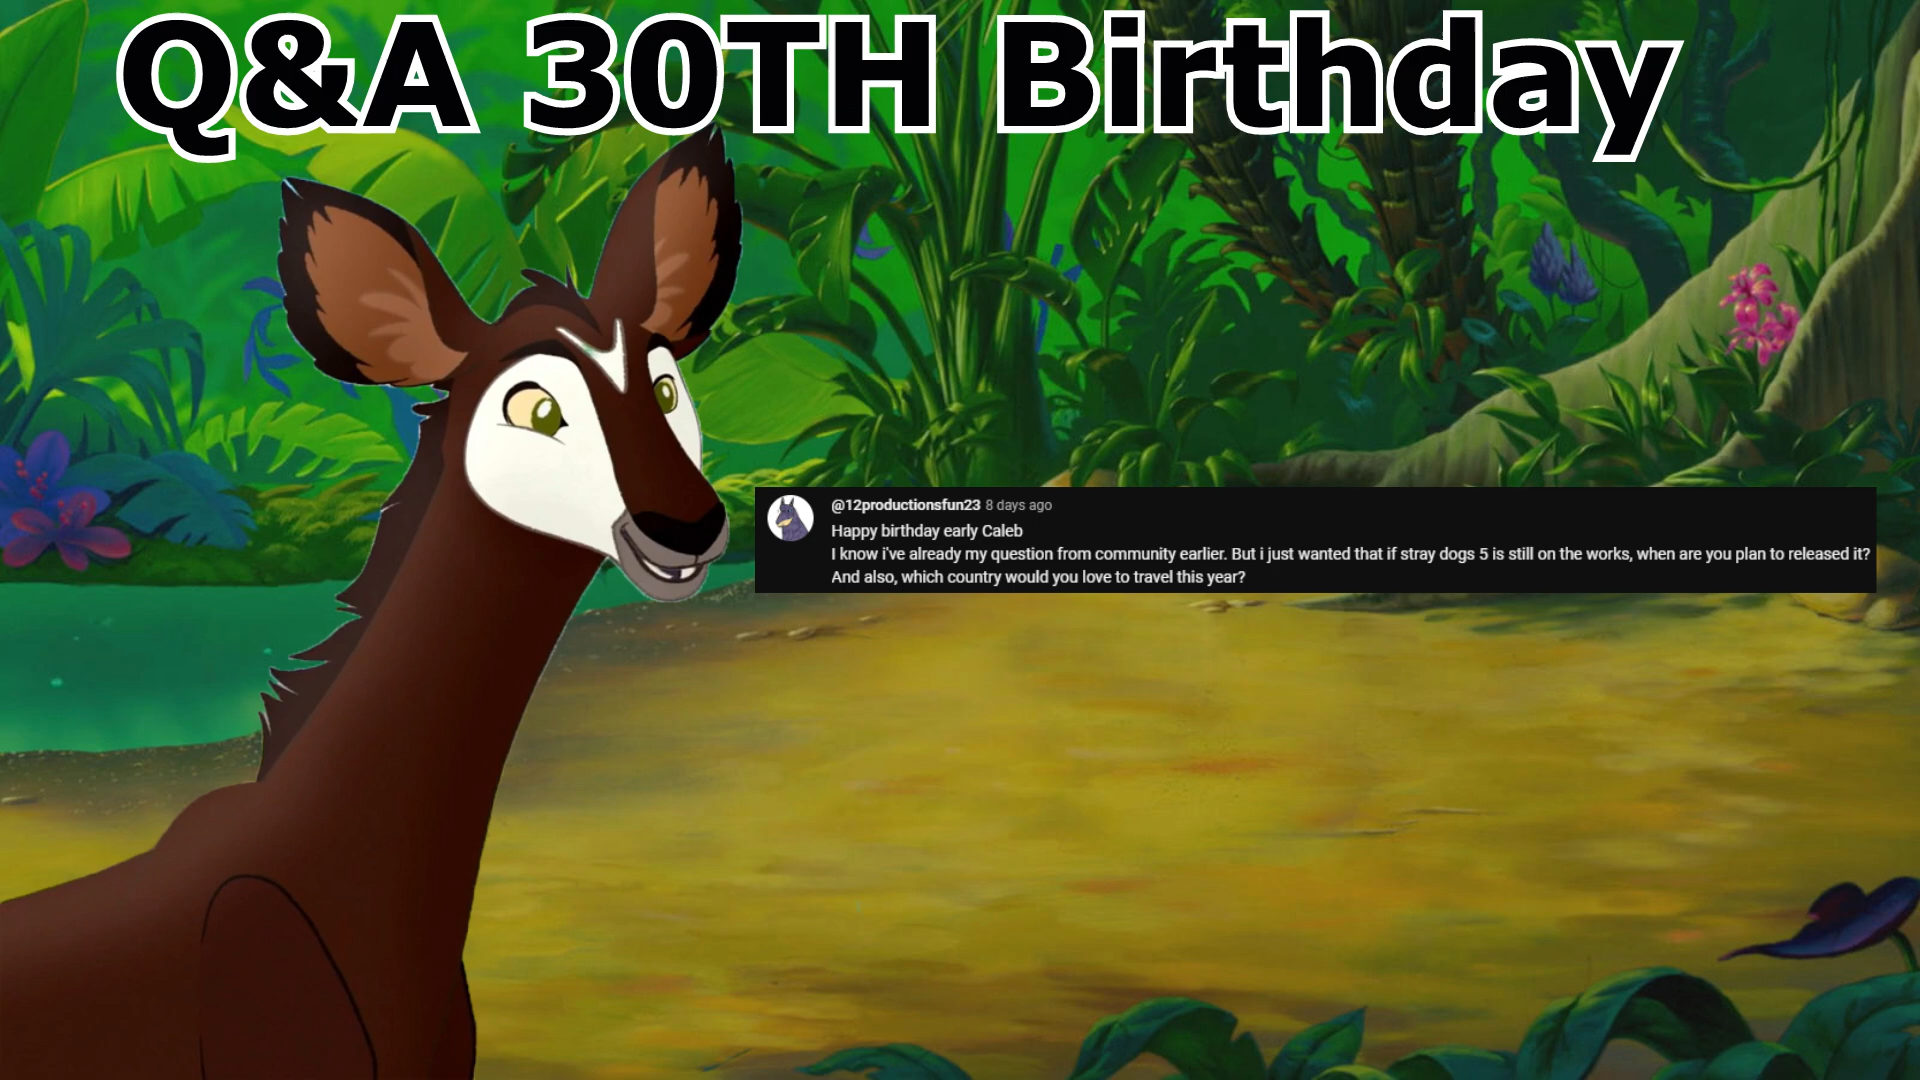 Q&A 30TH Birthday
@12productionsfun23 8 days ago
Happy birthday early Caleb
I know i've already my question from community earlier. But i just wanted that if stray dogs 5 is still on the works, when are you plan to released it?
And also, which country would you love to travel this year?